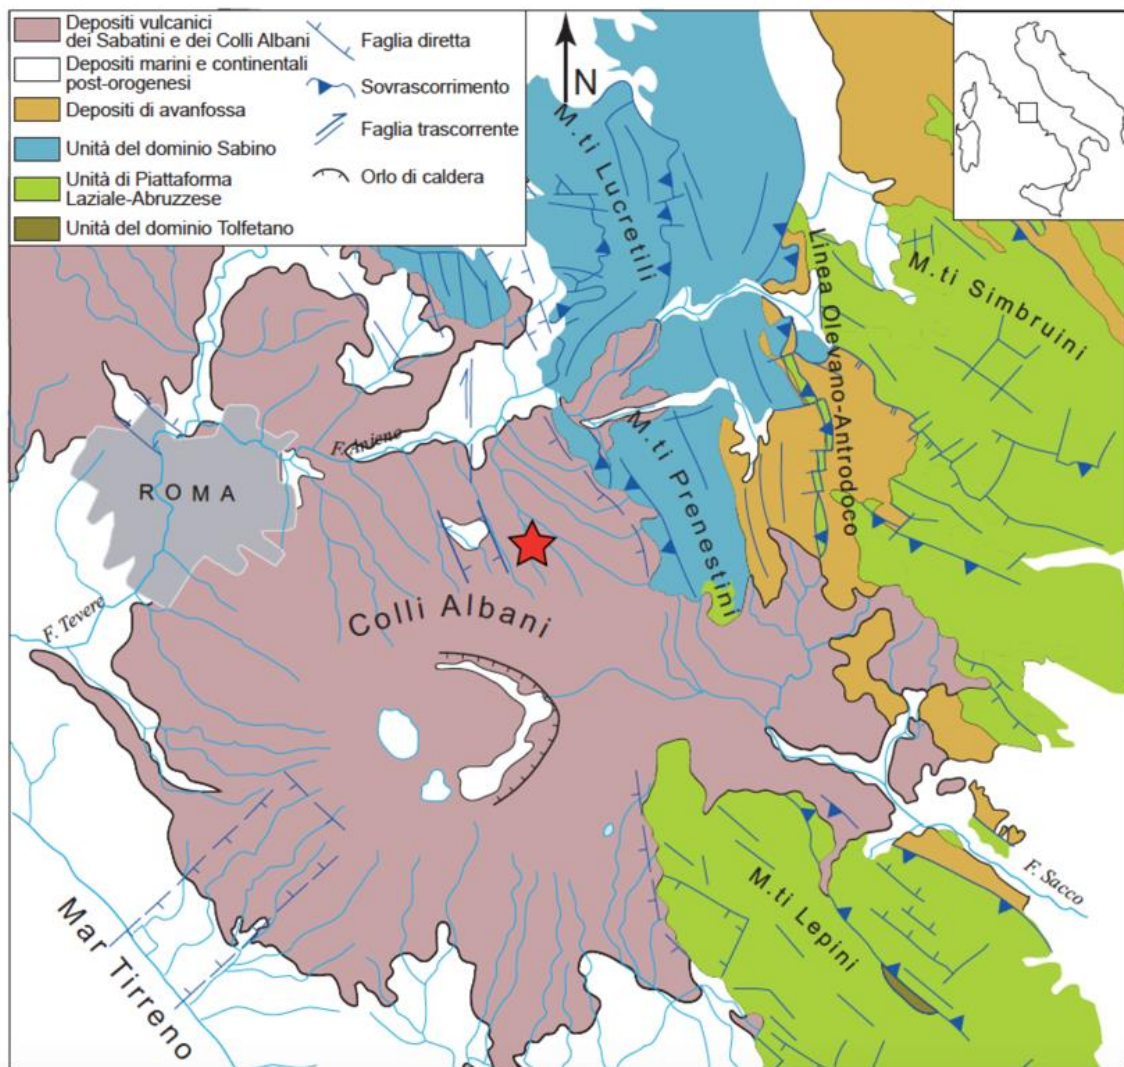 Depositi vulcanici
dei Sabatini e dei Colli Albani
Depositi marini e continentali
post-orogenesi
Depositi di avanfossa
Unità del dominio Sabino
Unità di Piattaforma
Laziale-Abruzzese
Unità del dominio Tolfetano
Faglia diretta
Sovrascorrimento
Faglia trascorrente
Orlo di caldera
N
M.ti Lucretili
Linea Olevano-Antrodoco
M.ti Simbruini
F. Aniene
M.ti Prenestini
ROMA
F. Tevere
Colli Albani
F. Sacco
M.ti Lepini
Mar Tirreno